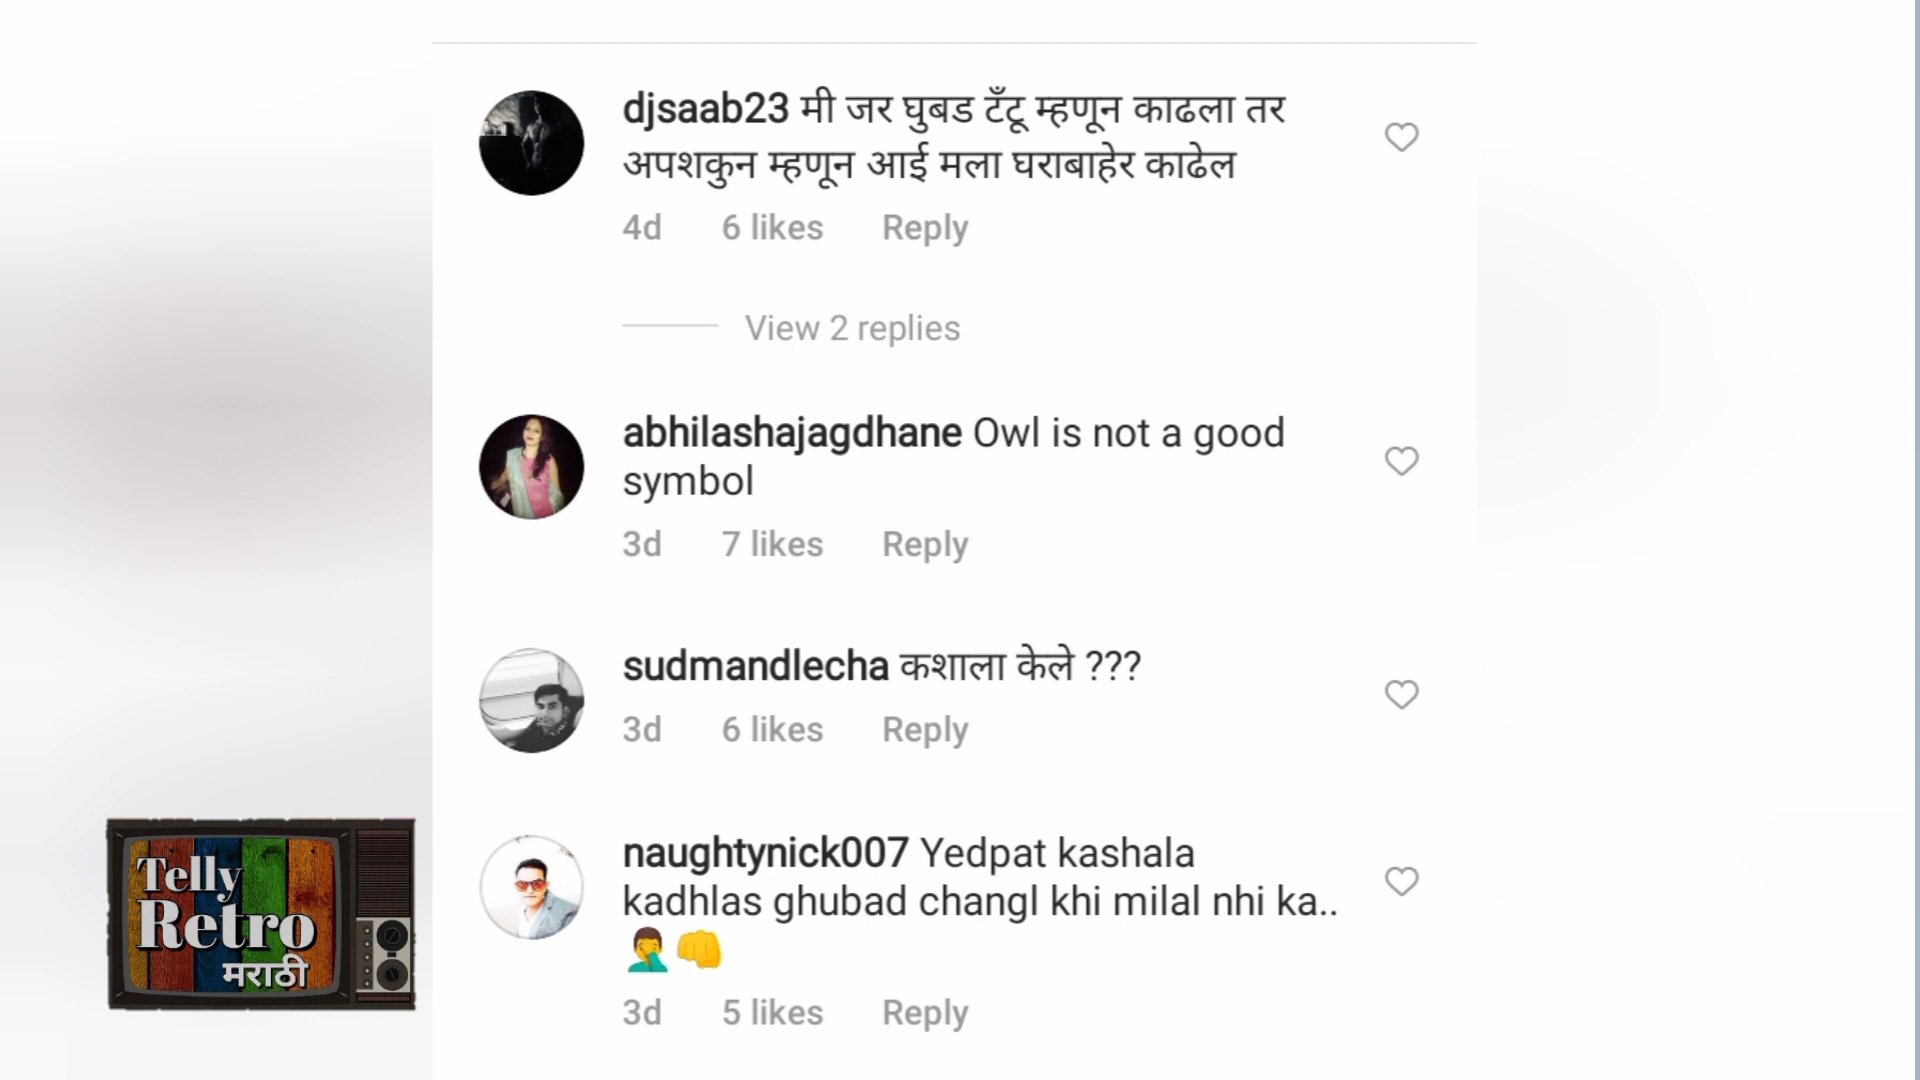 djsaab23 मी जर घुबड टॅंटू म्हणून काढला तर
अपशकुन म्हणून आई मला घराबाहेर काढेल
4d 6 likes Reply
View 2 replies
abhilashajagdhane Owl is not a good
symbol
3d 7 likes Reply
sudmandlecha कशाला केले ???
3d 6 likes Reply
naughtynick007 Yedpat kashala
kadhlas ghubad changl khi milal nhi ka..
🤦‍♂️👊
3d 5 likes Reply
Telly
Retro
मराठी